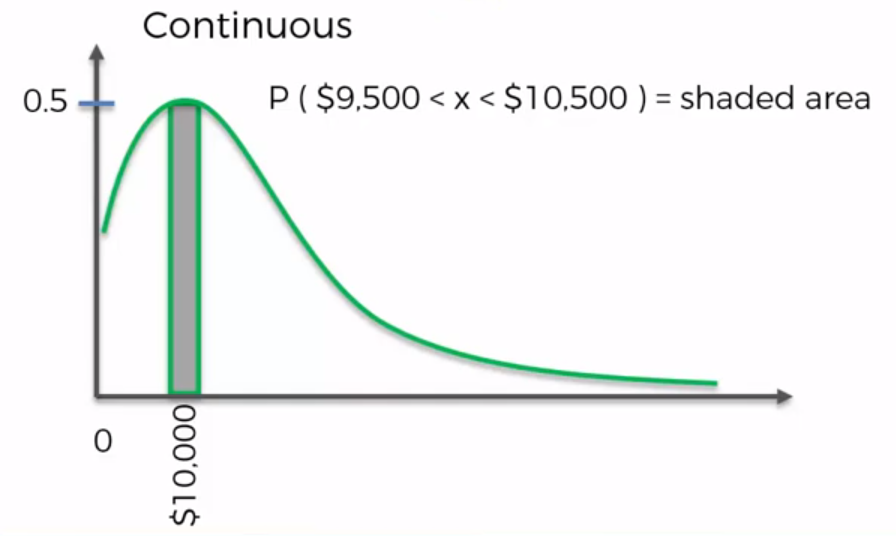 Continuous
0.5
P ( $9,500 < x < $10,500 ) = shaded area
0
$10,000